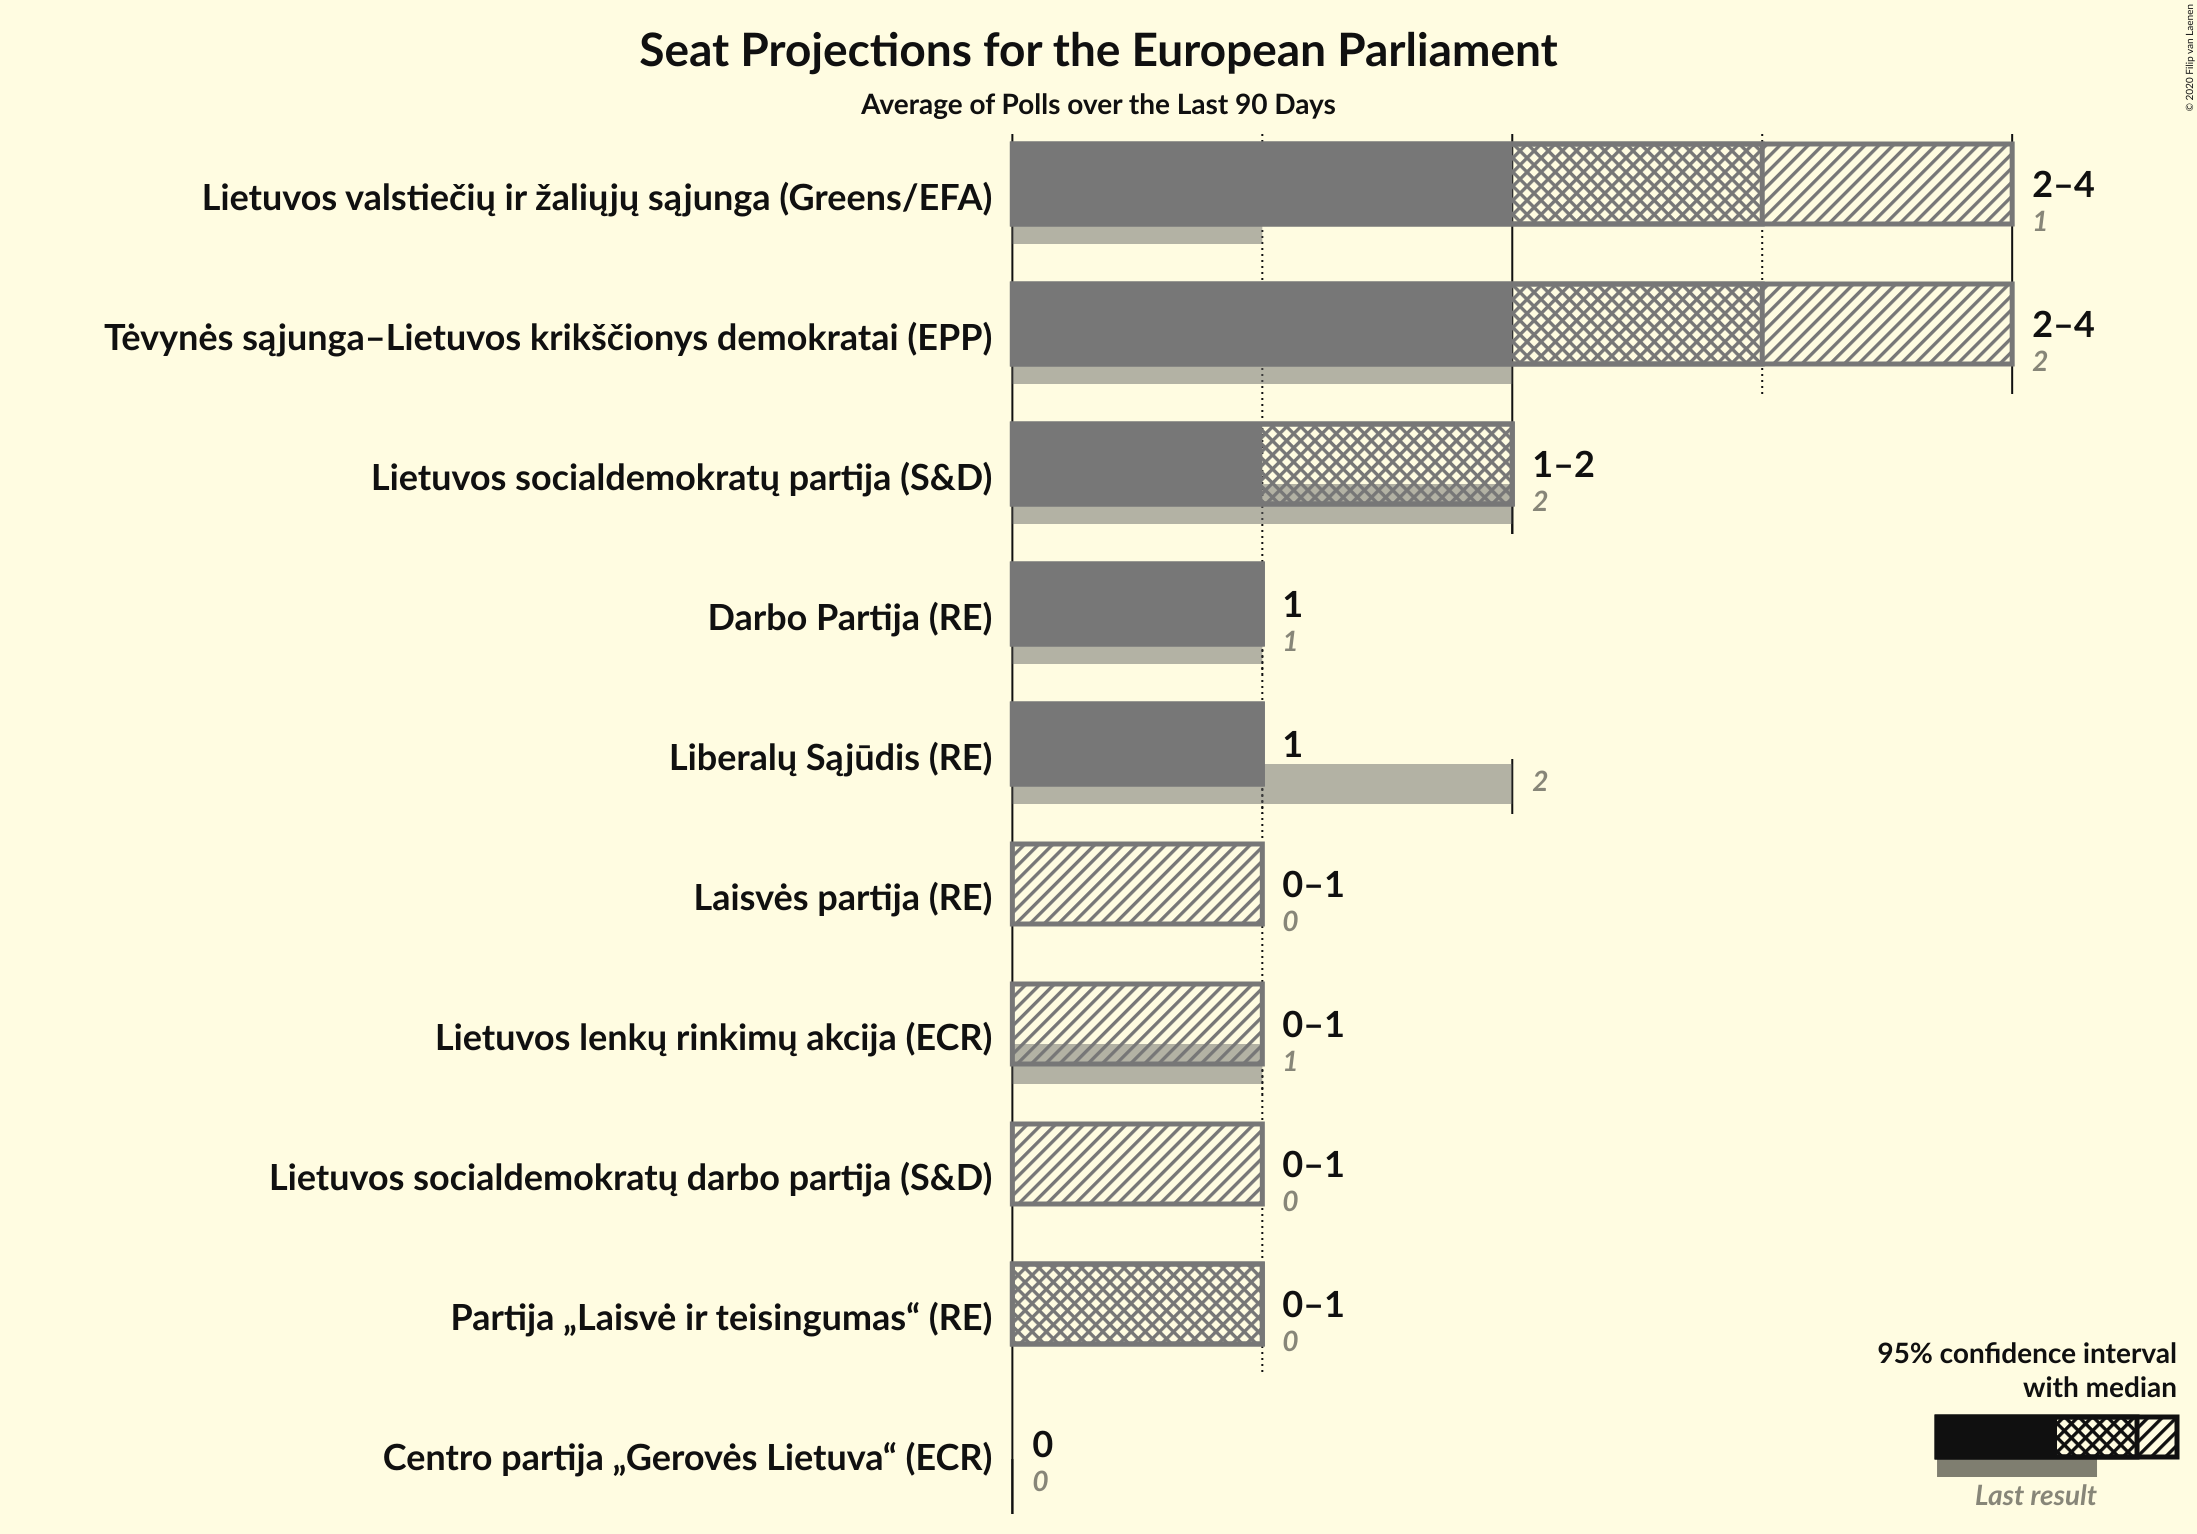 Seat Projections for the European Parliament
Average of Polls over the Last 90 Days
© 2020 Filip van Laenen
Lietuvos valstiečių ir žaliųjų sąjunga (Greens/EFA)
2–4
1
Tėvynės sąjunga–Lietuvos krikščionys demokratai (EPP)
2–4
2
Lietuvos socialdemokratų partija (S&D)
1–2
2
Darbo Partija (RE)
1
1
Liberalų Sąjūdis (RE)
1
2
Laisvės partija (RE)
0–1
0
Lietuvos lenkų rinkimų akcija (ECR)
0–1
1
Lietuvos socialdemokratų darbo partija (S&D)
0–1
0
Partija „Laisvė ir teisingumas“ (RE)
0–1
0
Centro partija „Gerovės Lietuva“ (ECR)
0
0
95% confidence interval
with median
Last result